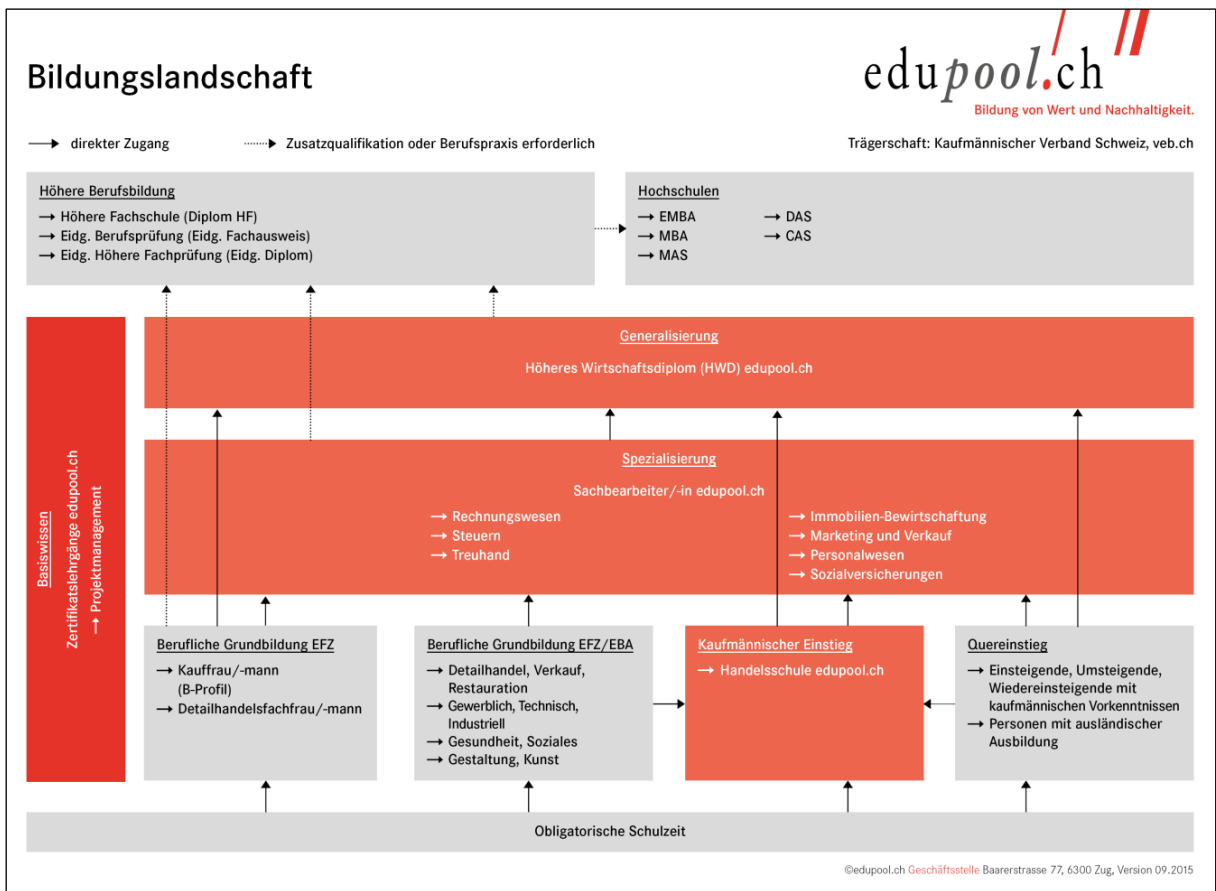 Bildungslandschaft
edupool.ch
Bildung von Wert und Nachhaltigkeit.
→ direkter Zugang
Zusatzqualifikation oder Berufspraxis erforderlich
Trägerschaft: Kaufmännischer Verband Schweiz, veb.ch
Höhere Berufsbildung
→ Höhere Fachschule (Diplom HF)
→ Eidg. Berufsprüfung (Eidg. Fachausweis)
→ Eidg. Höhere Fachprüfung (Eidg. Diplom)
Hochschulen
→ EMBA
→ MBA
→ MAS
→ DAS
→ CAS
Basiswissen
Zertifikatslehrgänge edupool.ch
→ Projektmanagement
Generalisierung
Höheres Wirtschaftsdiplom (HWD) edupool.ch
Spezialisierung
Sachbearbeiter/-in edupool.ch
→ Rechnungswesen
→ Steuern
→ Treuhand
→ Immobilien-Bewirtschaftung
→ Marketing und Verkauf
→ Personalwesen
→ Sozialversicherungen
Berufliche Grundbildung EFZ
→ Kauffrau/-mann
(B-Profil)
→ Detailhandelsfachfrau/-mann
Berufliche Grundbildung EFZ/EBA
→ Detailhandel, Verkauf,
Restauration
→ Gewerblich, Technisch,
Industriell
→ Gesundheit, Soziales
→ Gestaltung, Kunst
Kaufmännischer Einstieg
→ Handelsschule edupool.ch
Quereinstieg
→ Einsteigende, Umsteigende,
Wiedereinsteigende mit
kaufmännischen Vorkenntnissen
→ Personen mit ausländischer
Ausbildung
Obligatorische Schulzeit
©edupool.ch Geschäftsstelle Baarerstrasse 77, 6300 Zug, Version 09.2015